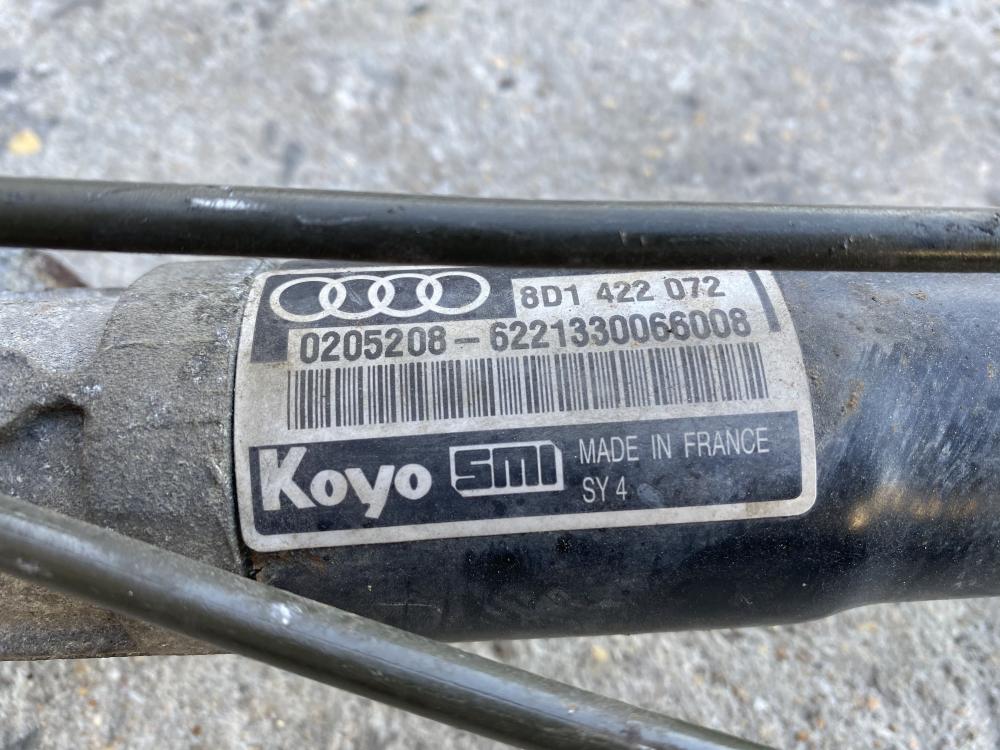 8D1 422 072
0205208-6221330066008
Koyo SMI MADE IN FRANCE
SY 4